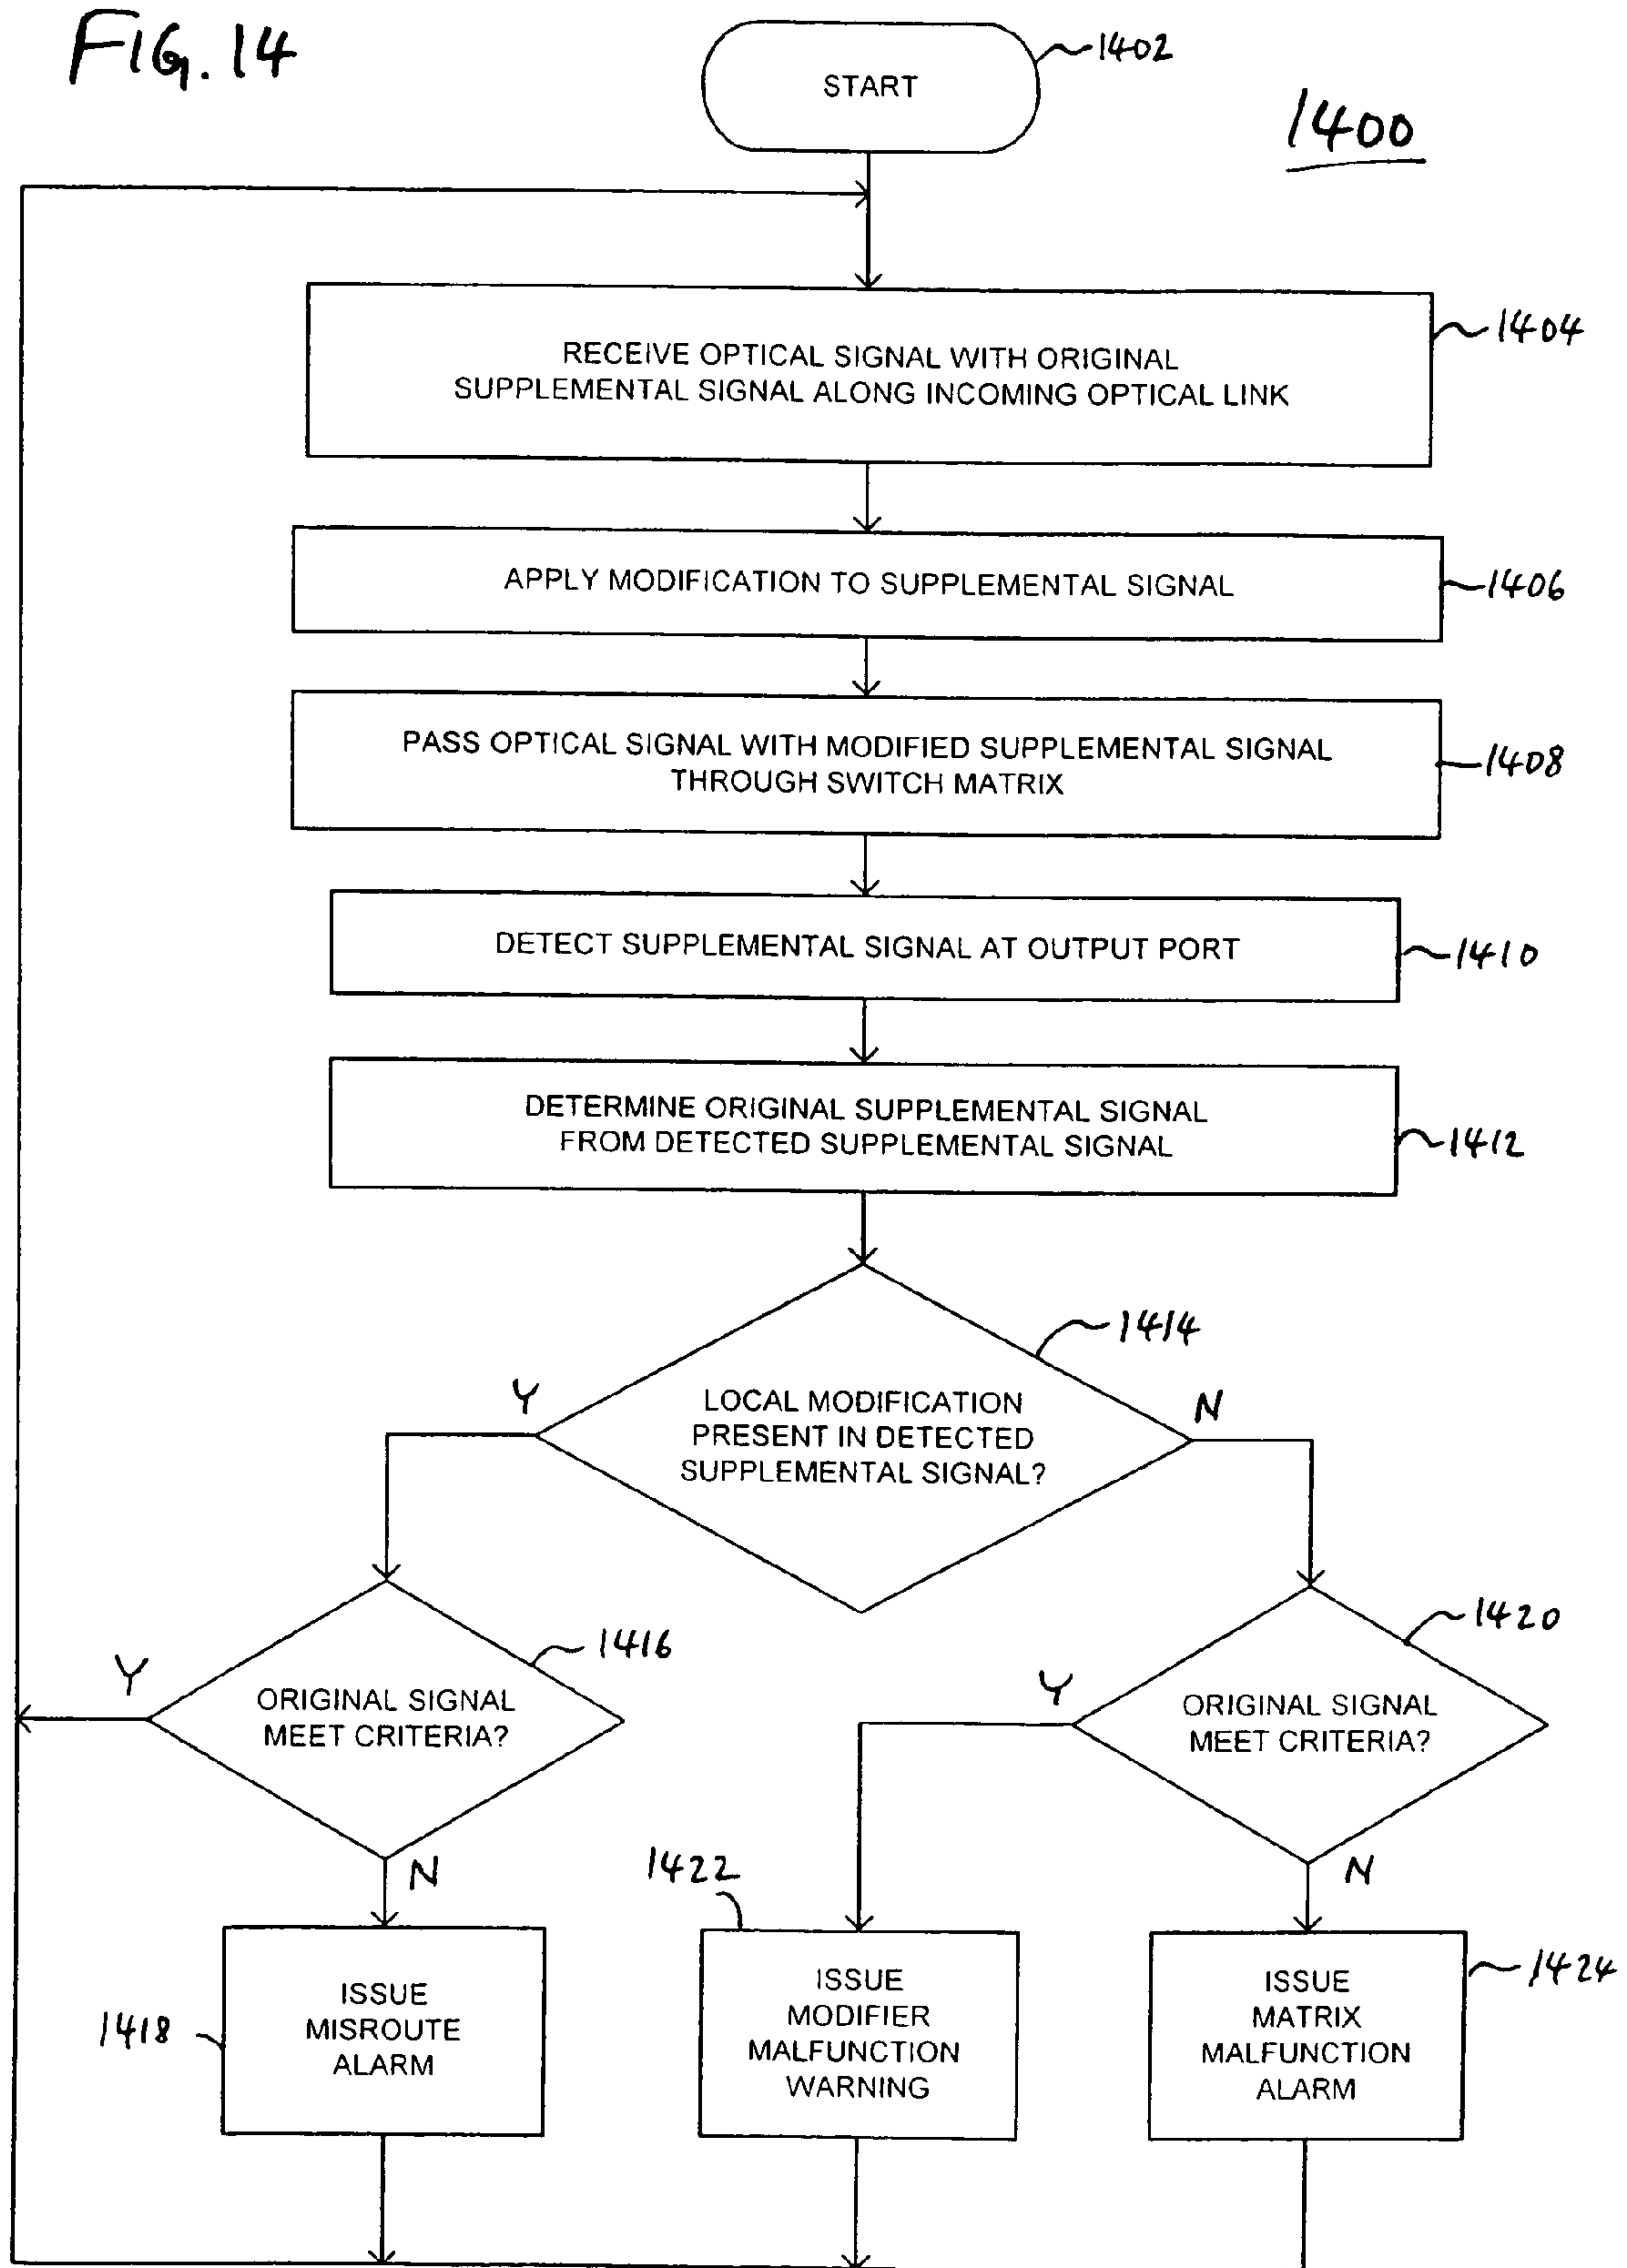 FIG. 14
START
1402
1400
RECEIVE OPTICAL SIGNAL WITH ORIGINAL
SUPPLEMENTAL SIGNAL ALONG INCOMING OPTICAL LINK
1404
APPLY MODIFICATION TO SUPPLEMENTAL SIGNAL
1406
PASS OPTICAL SIGNAL WITH MODIFIED SUPPLEMENTAL SIGNAL
THROUGH SWITCH MATRIX
1408
DETECT SUPPLEMENTAL SIGNAL AT OUTPUT PORT
1410
DETERMINE ORIGINAL SUPPLEMENTAL SIGNAL
FROM DETECTED SUPPLEMENTAL SIGNAL
1412
1414
Y
LOCAL MODIFICATION
PRESENT IN DETECTED
SUPPLEMENTAL SIGNAL?
N
1416
Y
ORIGINAL SIGNAL
MEET CRITERIA?
N
1420
Y
ORIGINAL SIGNAL
MEET CRITERIA?
N
1418
ISSUE
MISROUTE
ALARM
1422
ISSUE
MODIFIER
MALFUNCTION
WARNING
ISSUE
MATRIX
MALFUNCTION
ALARM
1424